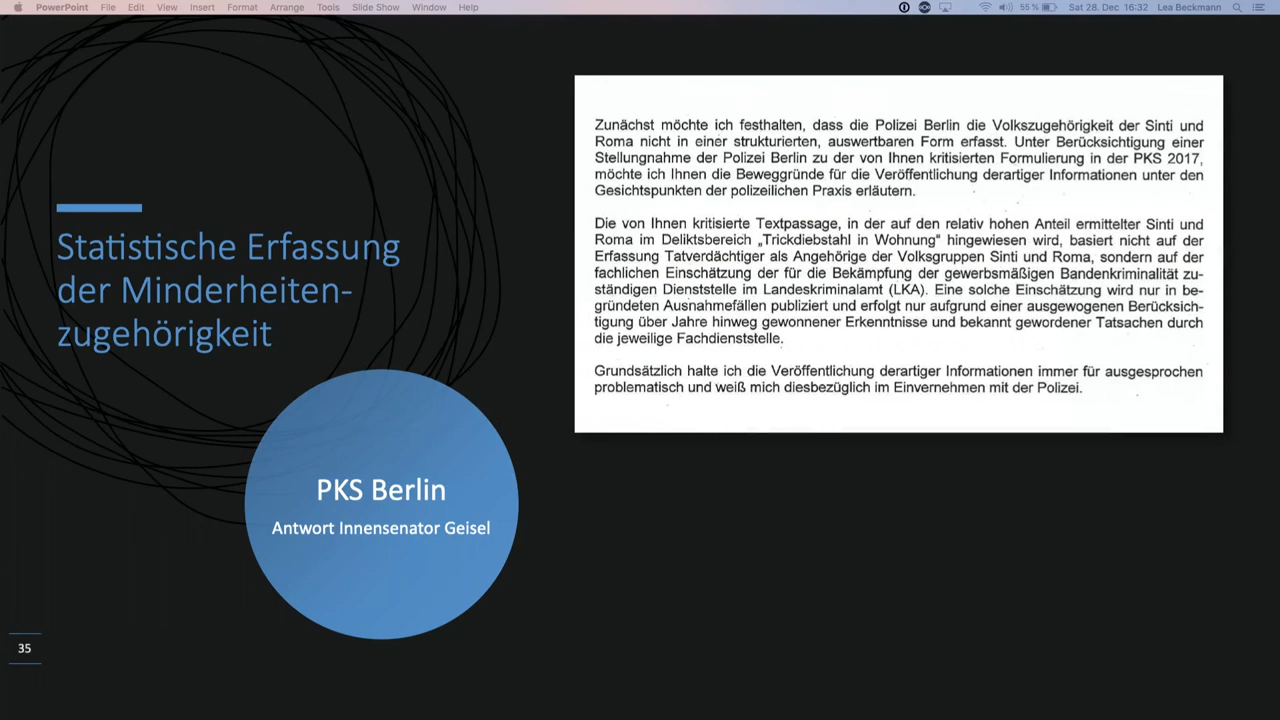 PowerPoint File Edit View Insert Format Arrange Tools Slide Show Window Help 55 % Sat 28. Dec 16:32 Lea Beckmann
Statistische Erfassung
der Minderheiten-
zugehörigkeit
PKS Berlin
Antwort Innensenator Geisel
35
Zunächst möchte ich festhalten, dass die Polizei Berlin die Volkszugehörigkeit der Sinti und
Roma nicht in einer strukturierten, auswertbaren Form erfasst. Unter Berücksichtigung einer
Stellungnahme der Polizei Berlin zu der von Ihnen kritisierten Formulierung in der PKS 2017,
möchte ich Ihnen die Beweggründe für die Veröffentlichung derartiger Informationen unter den
Gesichtspunkten der polizeilichen Praxis erläutern.
Die von Ihnen kritisierte Textpassage, in der auf den relativ hohen Anteil ermittelter Sinti und
Roma im Deliktsbereich „Trickdiebstahl in Wohnung" hingewiesen wird, basiert nicht auf der
Erfassung Tatverdächtiger als Angehörige der Volksgruppen Sinti und Roma, sondern auf der
fachlichen Einschätzung der für die Bekämpfung der gewerbsmäßigen Bandenkriminalität zu-
ständigen Dienststelle im Landeskriminalamt (LKA). Eine solche Einschätzung wird nur in be-
gründeten Ausnahmefällen publiziert und erfolgt nur aufgrund einer ausgewogenen Berücksich-
tigung über Jahre hinweg gewonnener Erkenntnisse und bekannt gewordener Tatsachen durch
die jeweilige Fachdienststelle.
Grundsätzlich halte ich die Veröffentlichung derartiger Informationen immer für ausgesprochen
problematisch und weiß mich diesbezüglich im Einvernehmen mit der Polizei.